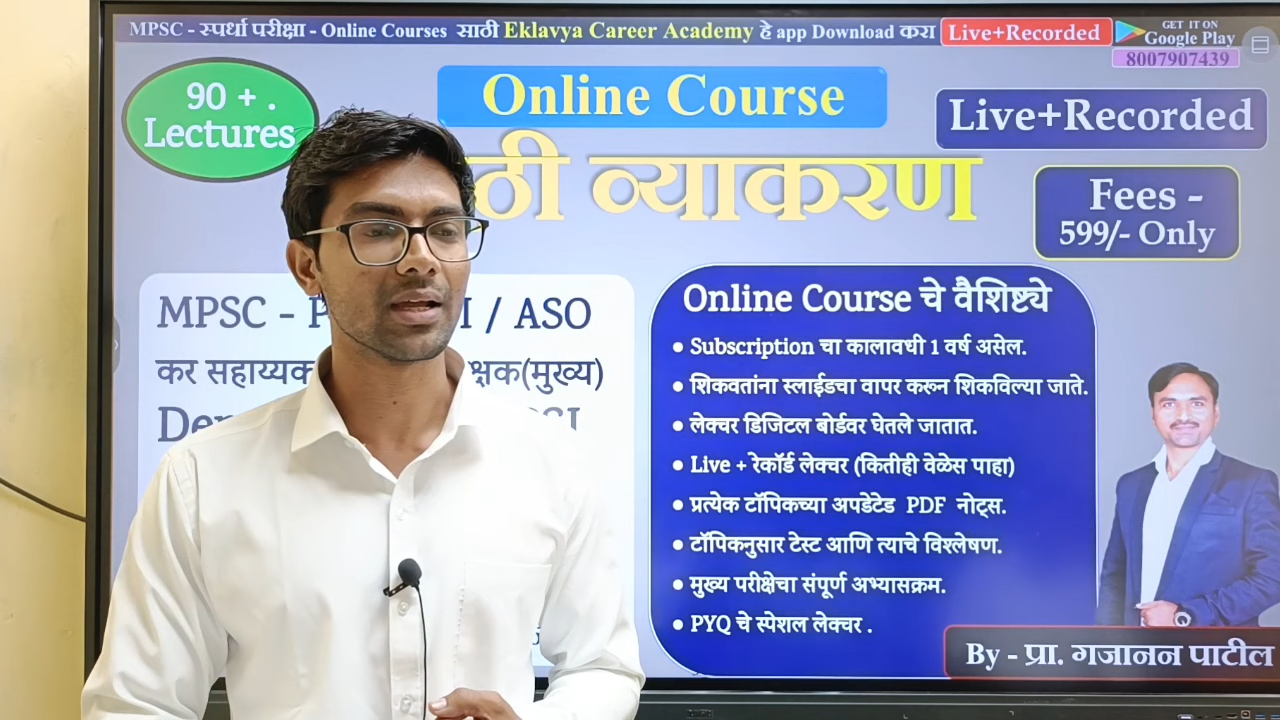 MPSC - स्पर्धा परीक्षा - Online Courses साठी Eklavya Career Academy हे app Download करा Live+Recorded
GET IT ON
Google Play
8007907439
90 + .
Lectures
Online Course
Live+Recorded
व्याकरण
Fees -
599/- Only
MPSC - / ASO
कर सहाय्यक (मुख्य)
Online Course चे वैशिष्ट्ये
• Subscription चा कालावधी 1 वर्ष असेल.
• शिकवतांना स्लाईडचा वापर करून शिकविल्या जाते.
• लेक्चर डिजिटल बोर्डवर घेतले जातात.
• Live + रेकॉर्ड लेक्चर (कितीही वेळेस पाहा)
• प्रत्येक टॉपिकच्या अपडेटेड PDF नोट्स.
• टॉपिकनुसार टेस्ट आणि त्याचे विश्लेषण.
• मुख्य परीक्षेचा संपूर्ण अभ्यासक्रम.
• PYQ चे स्पेशल लेक्चर .
By - प्रा. गजानन पाटील